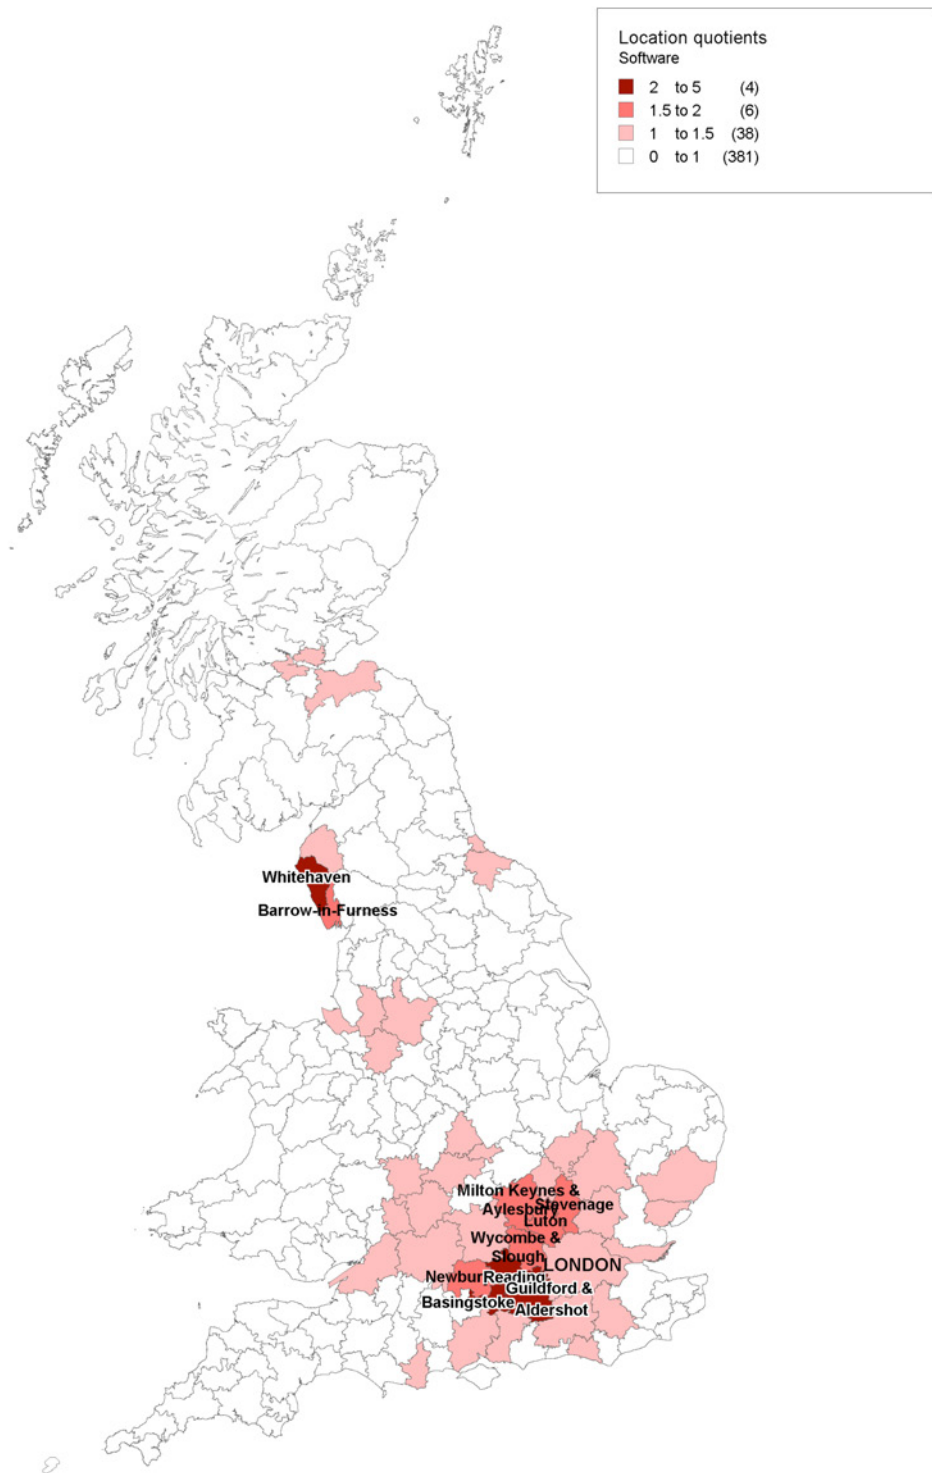 Location quotients
Software
2 to 5 (4)
1.5 to 2 (6)
1 to 1.5 (38)
0 to 1 (381)
Whitehaven
Barrow-in-Furness
Milton Keynes &
Aylesbury
Stevenage
Luton
Wycombe &
Slough
LONDON
Newbury
Reading
Guildford &
Basingstoke
Aldershot